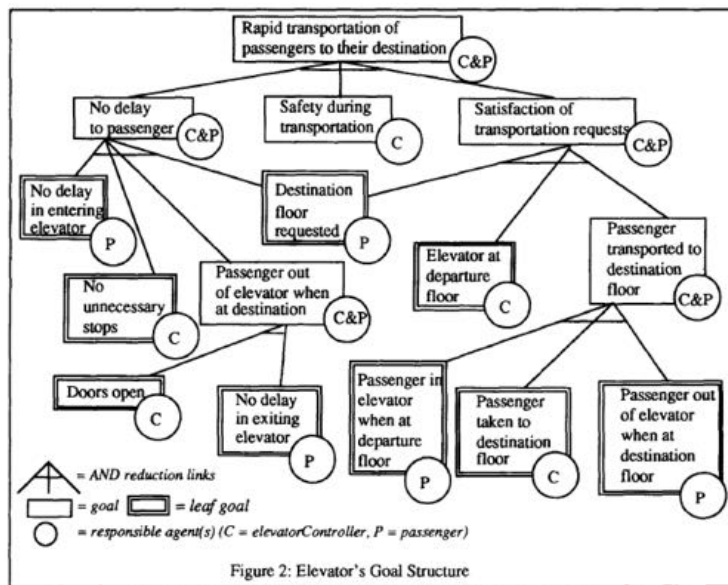 Rapid transportation of
passengers to their destination
C&P
No delay
to passenger
C&P
Safety during
transportation
C
Satisfaction of
transportation requests
C&P
No delay
in entering
elevator
P
Destination
floor
requested
P
No
unnecessary
stops
C
Passenger out
of elevator when
at destination
C&P
Elevator at
departure
floor
C
Passenger
transported to
destination
floor
C&P
Doors open
C
No delay
in exiting
elevator
P
Passenger in
elevator when at
departure
floor
P
Passenger
taken to
destination
floor
C
Passenger out
of elevator
when at
destination
floor
P
= AND reduction links
= goal
= leaf goal
= responsible agent(s) (C = elevatorController, P = passenger)
Figure 2: Elevator's Goal Structure